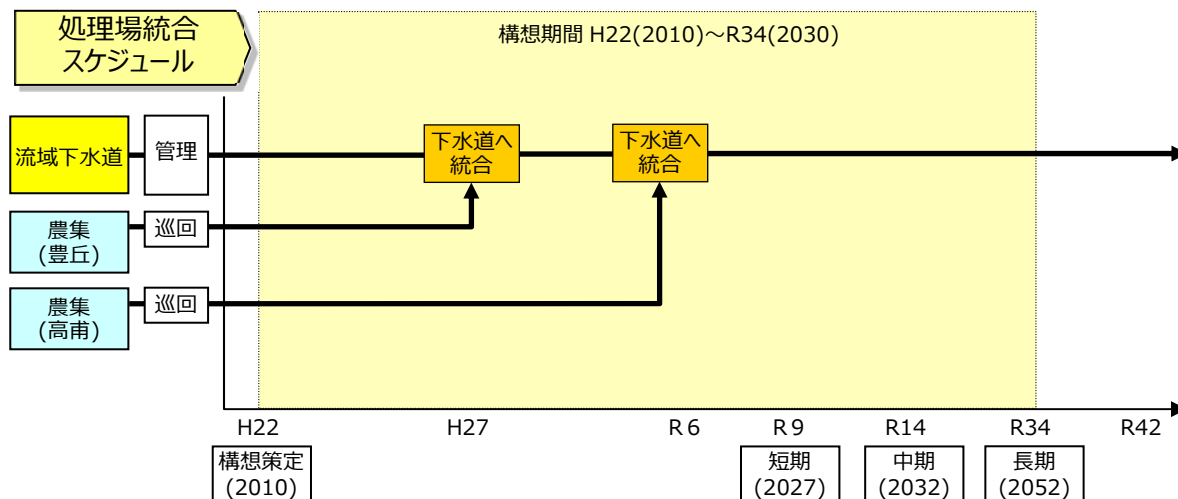 処理場統合
スケジュール
構想期間 H22(2010)～R34(2030)
流域下水道
管理
下水道へ
統合
下水道へ
統合
農集
(豊丘)
巡回
農集
(高甫)
巡回
H22
H27
R６
R９
R14
R34
R42
構想策定
(2010)
短期
(2027)
中期
(2032)
長期
(2052)